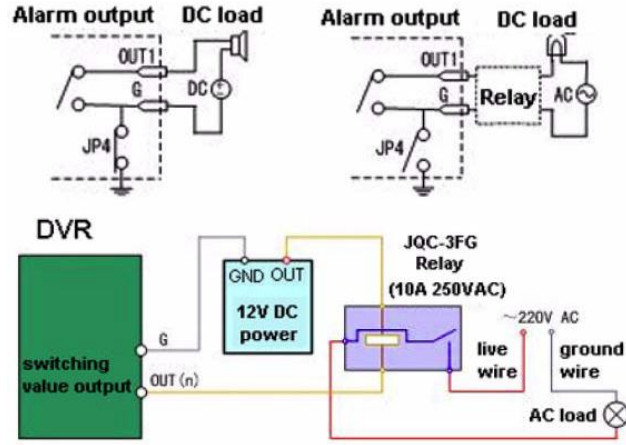 Alarm output
DC load
OUT1
G
DC
JP4
Alarm output
DC load
OUT1
G
Relay
AC
JP4
DVR
switching
value output
G
OUT(n)
GND OUT
12V DC
power
JQC-3FG
Relay
(10A 250VAC)
~220V AC
live
wire
ground
wire
AC load